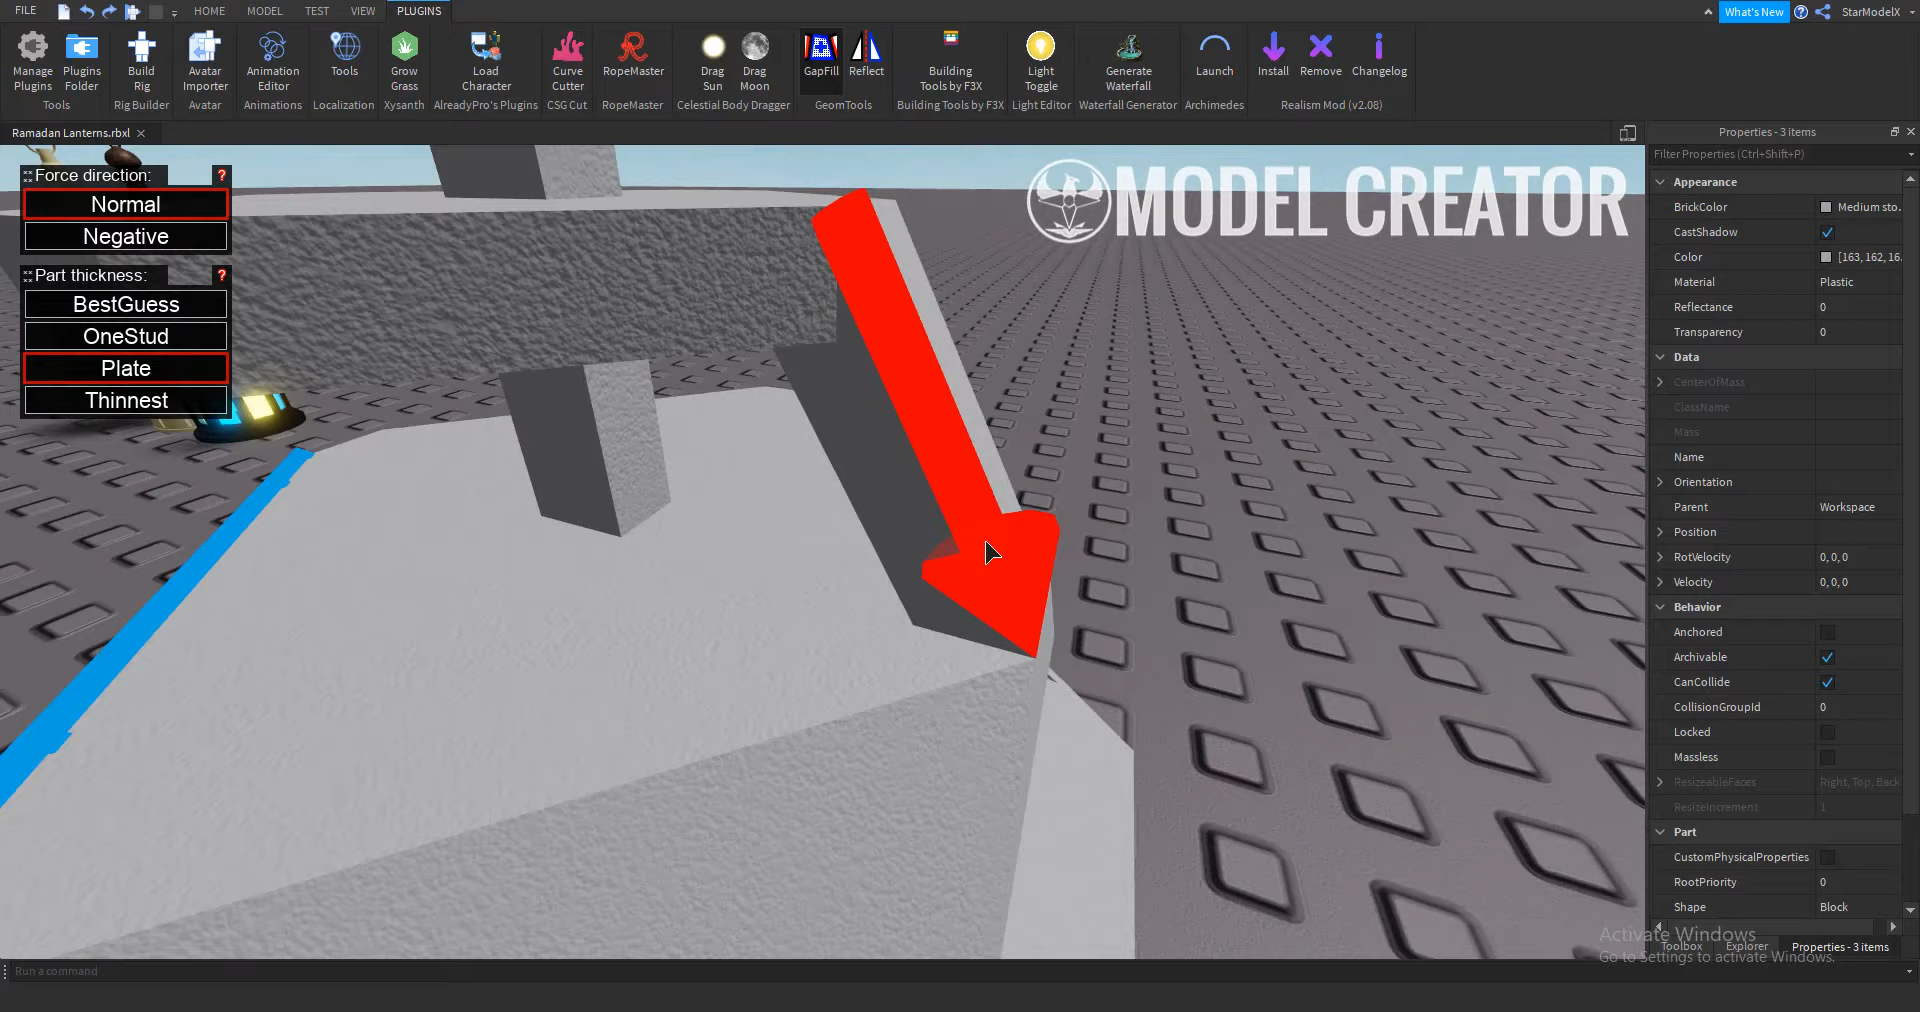 FILE HOME MODEL TEST VIEW PLUGINS What's New StarModelX
Manage Plugins
Plugins Folder
Tools
Build Rig
Rig Builder
Avatar Importer
Avatar
Animation Editor
Animations
Tools
Localization
Grow Grass
Xysanth
Load Character
AlreadyPro's Plugins
Curve Cutter
CSG Cut
RopeMaster
RopeMaster
Drag Sun
Drag Moon
Celestial Body Dragger
GapFill
Reflect
GeomTools
Building Tools by F3X
Building Tools by F3X
Light Toggle
Light Editor
Generate Waterfall
Waterfall Generator
Launch
Archimedes
Install
Remove
Changelog
Realism Mod (v2.08)
Ramadan Lanterns.rbxl
Force direction: ?
Normal
Negative
Part thickness: ?
BestGuess
OneStud
Plate
Thinnest
MODEL CREATOR
Properties - 3 items
Filter Properties (Ctrl+Shift+P)
Appearance
BrickColor Medium sto...
CastShadow
Color [163, 162, 16...
Material Plastic
Reflectance 0
Transparency 0
Data
CenterOfMass
ClassName
Mass
Name
Orientation
Parent Workspace
Position
RotVelocity 0, 0, 0
Velocity 0, 0, 0
Behavior
Anchored
Archivable
CanCollide
CollisionGroupId 0
Locked
Massless
ResizeableFaces Right, Top, Back
ResizeIncrement 1
Part
CustomPhysicalProperties
RootPriority 0
Shape Block
Activate Windows
Go to Settings to activate Windows.
Toolbox Explorer Properties - 3 items
Run a command